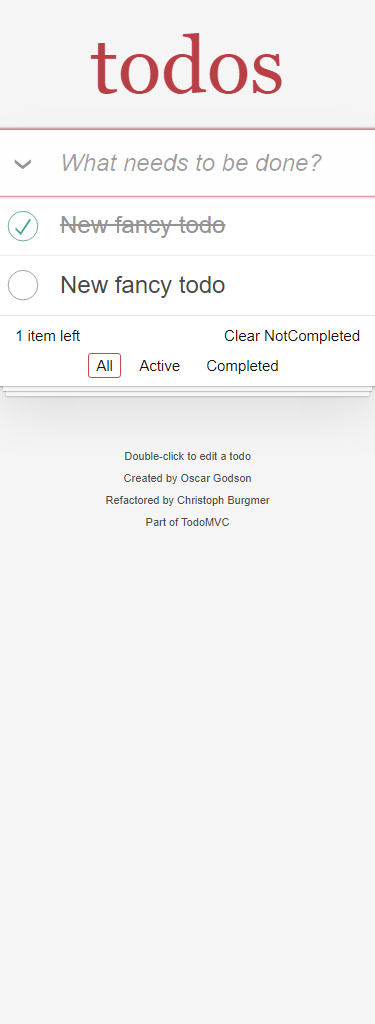 todos
What needs to be done?
New fancy todo
New fancy todo
1 item left
Clear NotCompleted
All Active Completed
Double-click to edit a todo
Created by Oscar Godson
Refactored by Christoph Burgmer
Part of TodoMVC